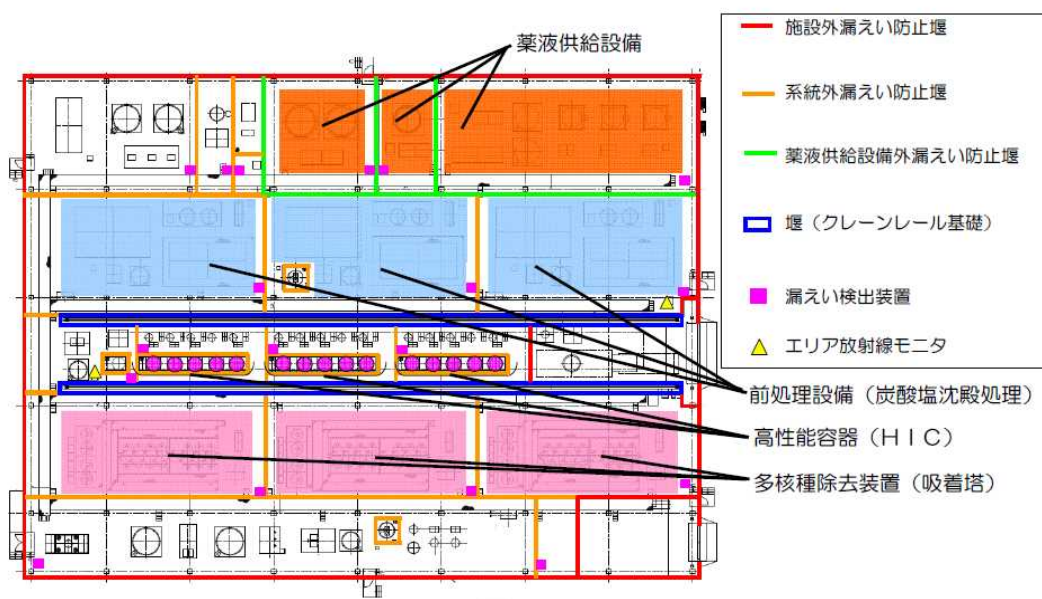 薬液供給設備
施設外漏えい防止堰
系統外漏えい防止堰
薬液供給設備外漏えい防止堰
堰（クレーンレール基礎）
漏えい検出装置
エリア放射線モニタ
前処理設備（炭酸塩沈殿処理）
高性能容器（ＨＩＣ）
多核種除去装置（吸着塔）